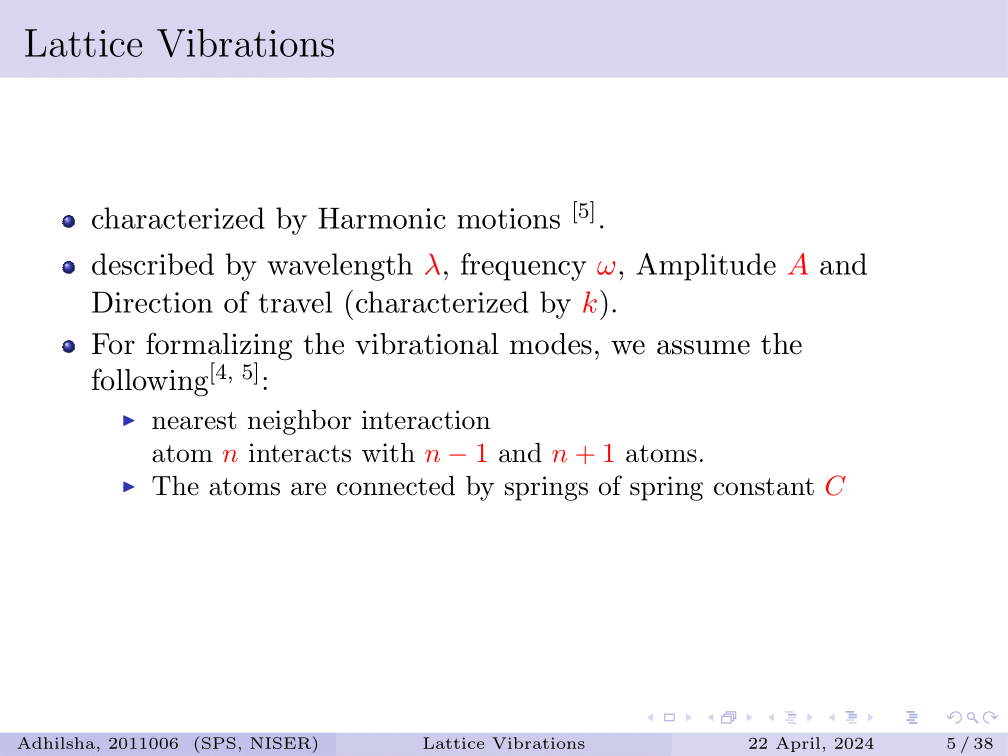 Lattice Vibrations
characterized by Harmonic motions [5].
described by wavelength λ, frequency ω, Amplitude A and
Direction of travel (characterized by k).
For formalizing the vibrational modes, we assume the
following[4, 5]:
nearest neighbor interaction
atom n interacts with n − 1 and n + 1 atoms.
The atoms are connected by springs of spring constant C
Adhilsha, 2011006 (SPS, NISER) Lattice Vibrations 22 April, 2024 5 / 38